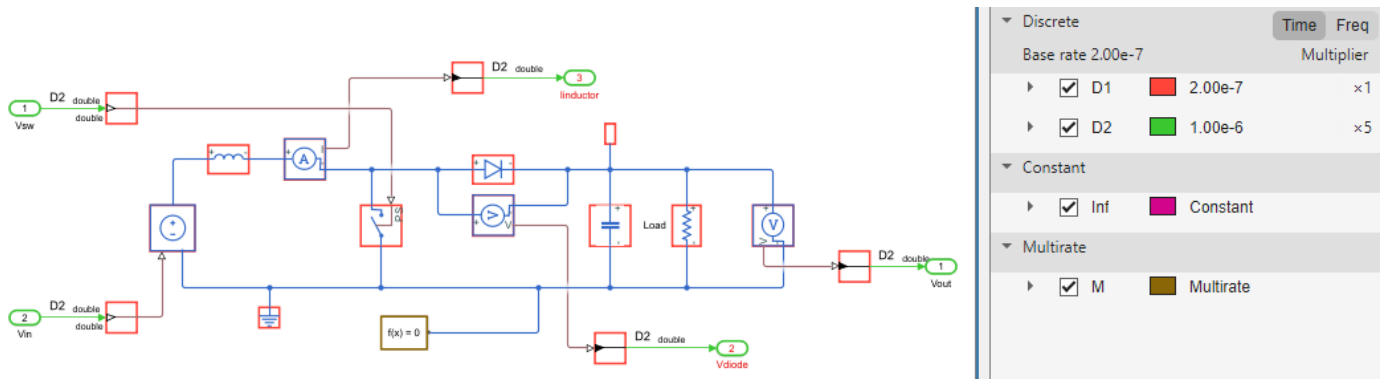 D2 double
3
Iinductor
D2 double
double
1
Vsw
+
-
+
A
I
-
+
-
+
V
V
PS
+
-
+
-
Load
+
-
+
V
V
-
D2 double
1
Vout
D2 double
double
2
Vin
f(x) = 0
D2 double
2
Vdiode
Discrete
Time Freq
Base rate 2.00e-7 Multiplier
D1 2.00e-7 ×1
D2 1.00e-6 ×5
Constant
Inf Constant
Multirate
M Multirate